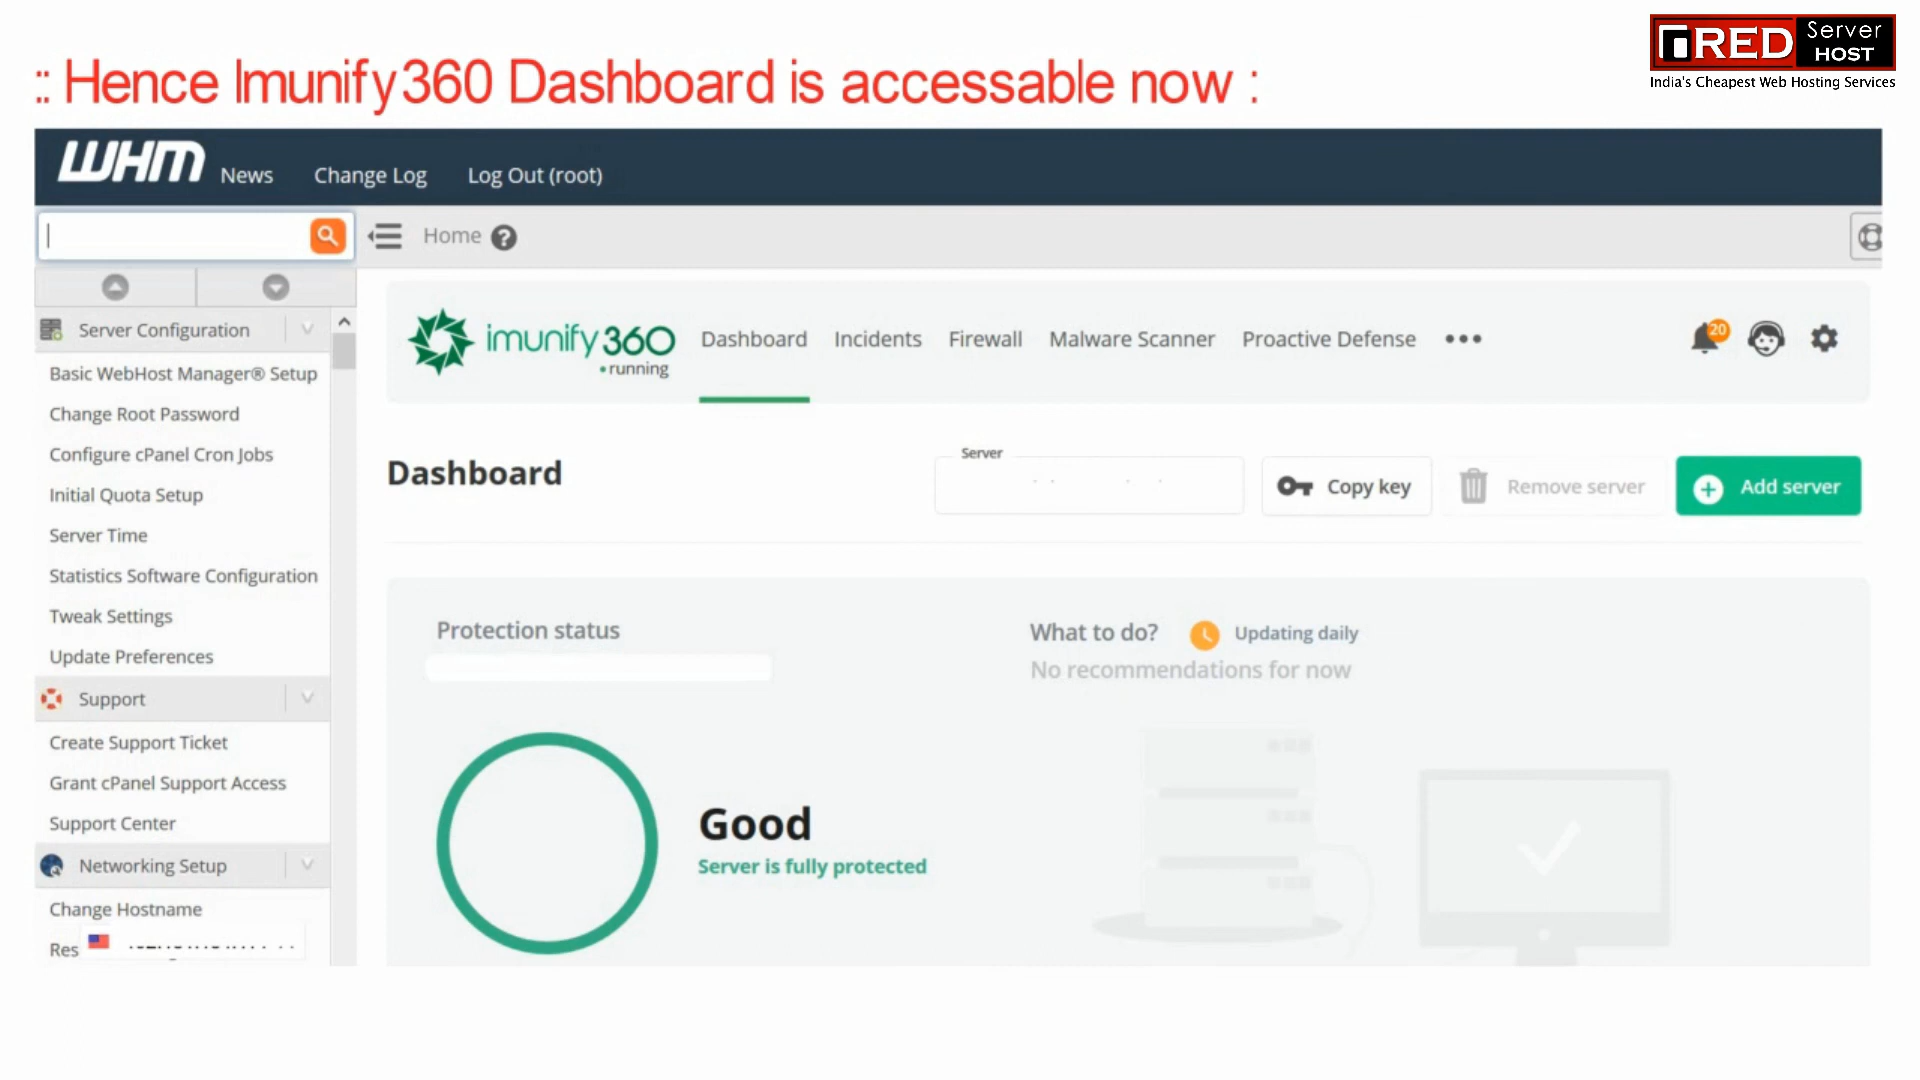 :: Hence Imunify360 Dashboard is accessable now :
RED Server HOST
India's Cheapest Web Hosting Services
WHM News Change Log Log Out (root)
Home
Server Configuration
Basic WebHost Manager® Setup
Change Root Password
Configure cPanel Cron Jobs
Initial Quota Setup
Server Time
Statistics Software Configuration
Tweak Settings
Update Preferences
Support
Create Support Ticket
Grant cPanel Support Access
Support Center
Networking Setup
Change Hostname
Res
imunify360 Dashboard Incidents Firewall Malware Scanner Proactive Defense ••• 20
• running
Dashboard
Server
Copy key
Remove server
Add server
Protection status
What to do? Updating daily
No recommendations for now
Good
Server is fully protected